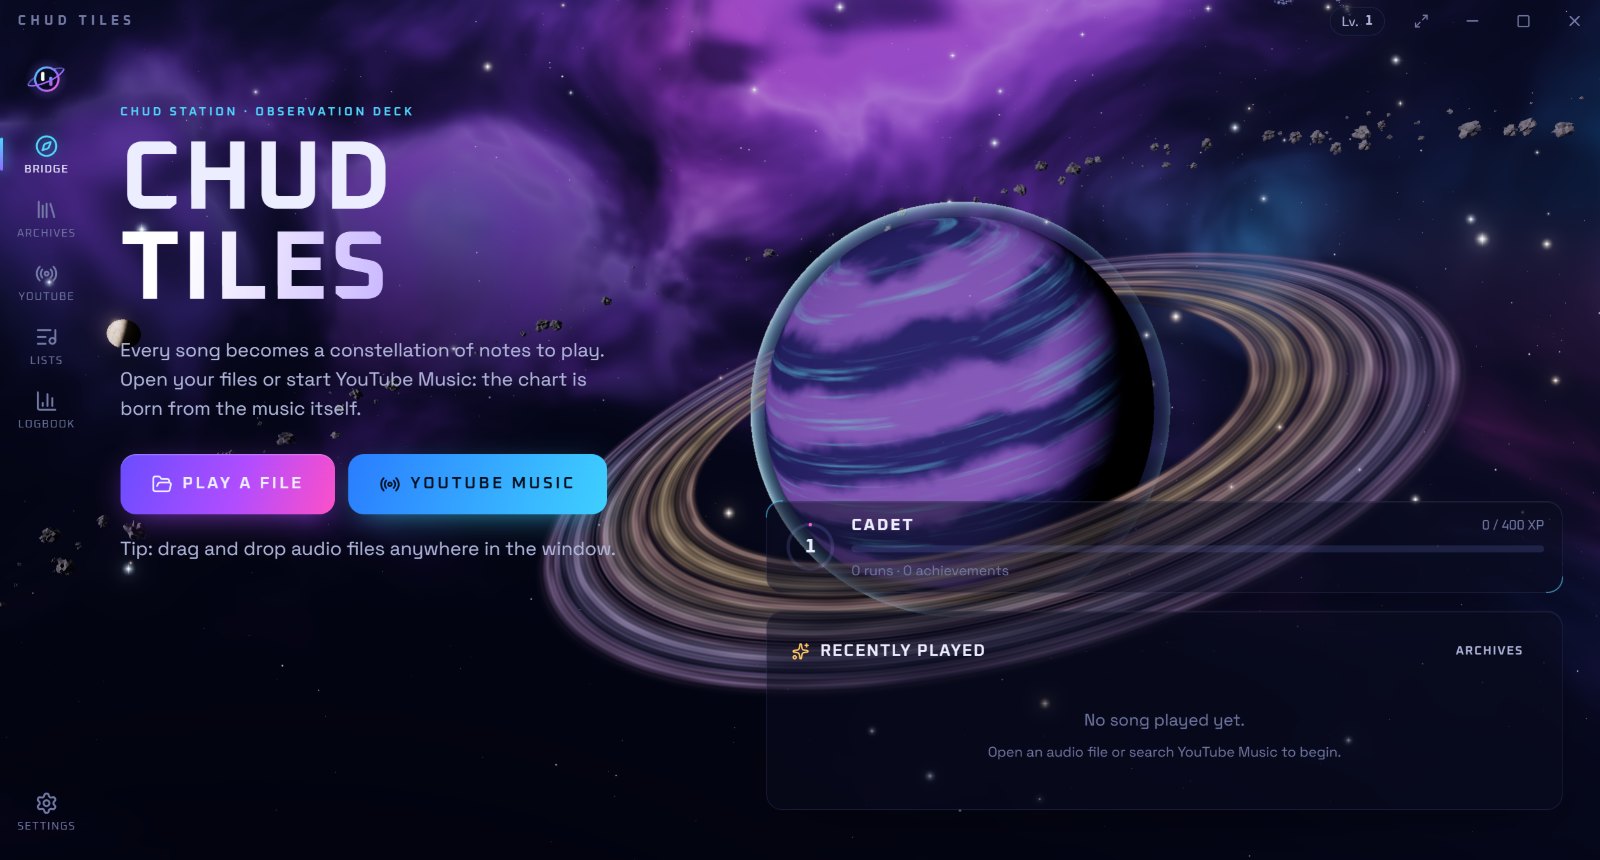 CHUD TILES
Lv. 1
CHUD STATION · OBSERVATION DECK
CHUD
TILES
BRIDGE
ARCHIVES
YOUTUBE
LISTS
LOGBOOK
SETTINGS
Every song becomes a constellation of notes to play.
Open your files or start YouTube Music: the chart is
born from the music itself.
PLAY A FILE
YOUTUBE MUSIC
Tip: drag and drop audio files anywhere in the window.
1
CADET
0 / 400 XP
0 runs · 0 achievements
RECENTLY PLAYED
ARCHIVES
No song played yet.
Open an audio file or search YouTube Music to begin.